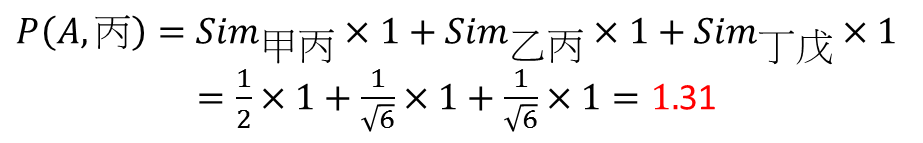 P(A,丙) = Sim甲丙 × 1 + Sim乙丙 × 1 + Sim丁戊 × 1
= 1/2 × 1 + 1/√6 × 1 + 1/√6 × 1 = 1.31